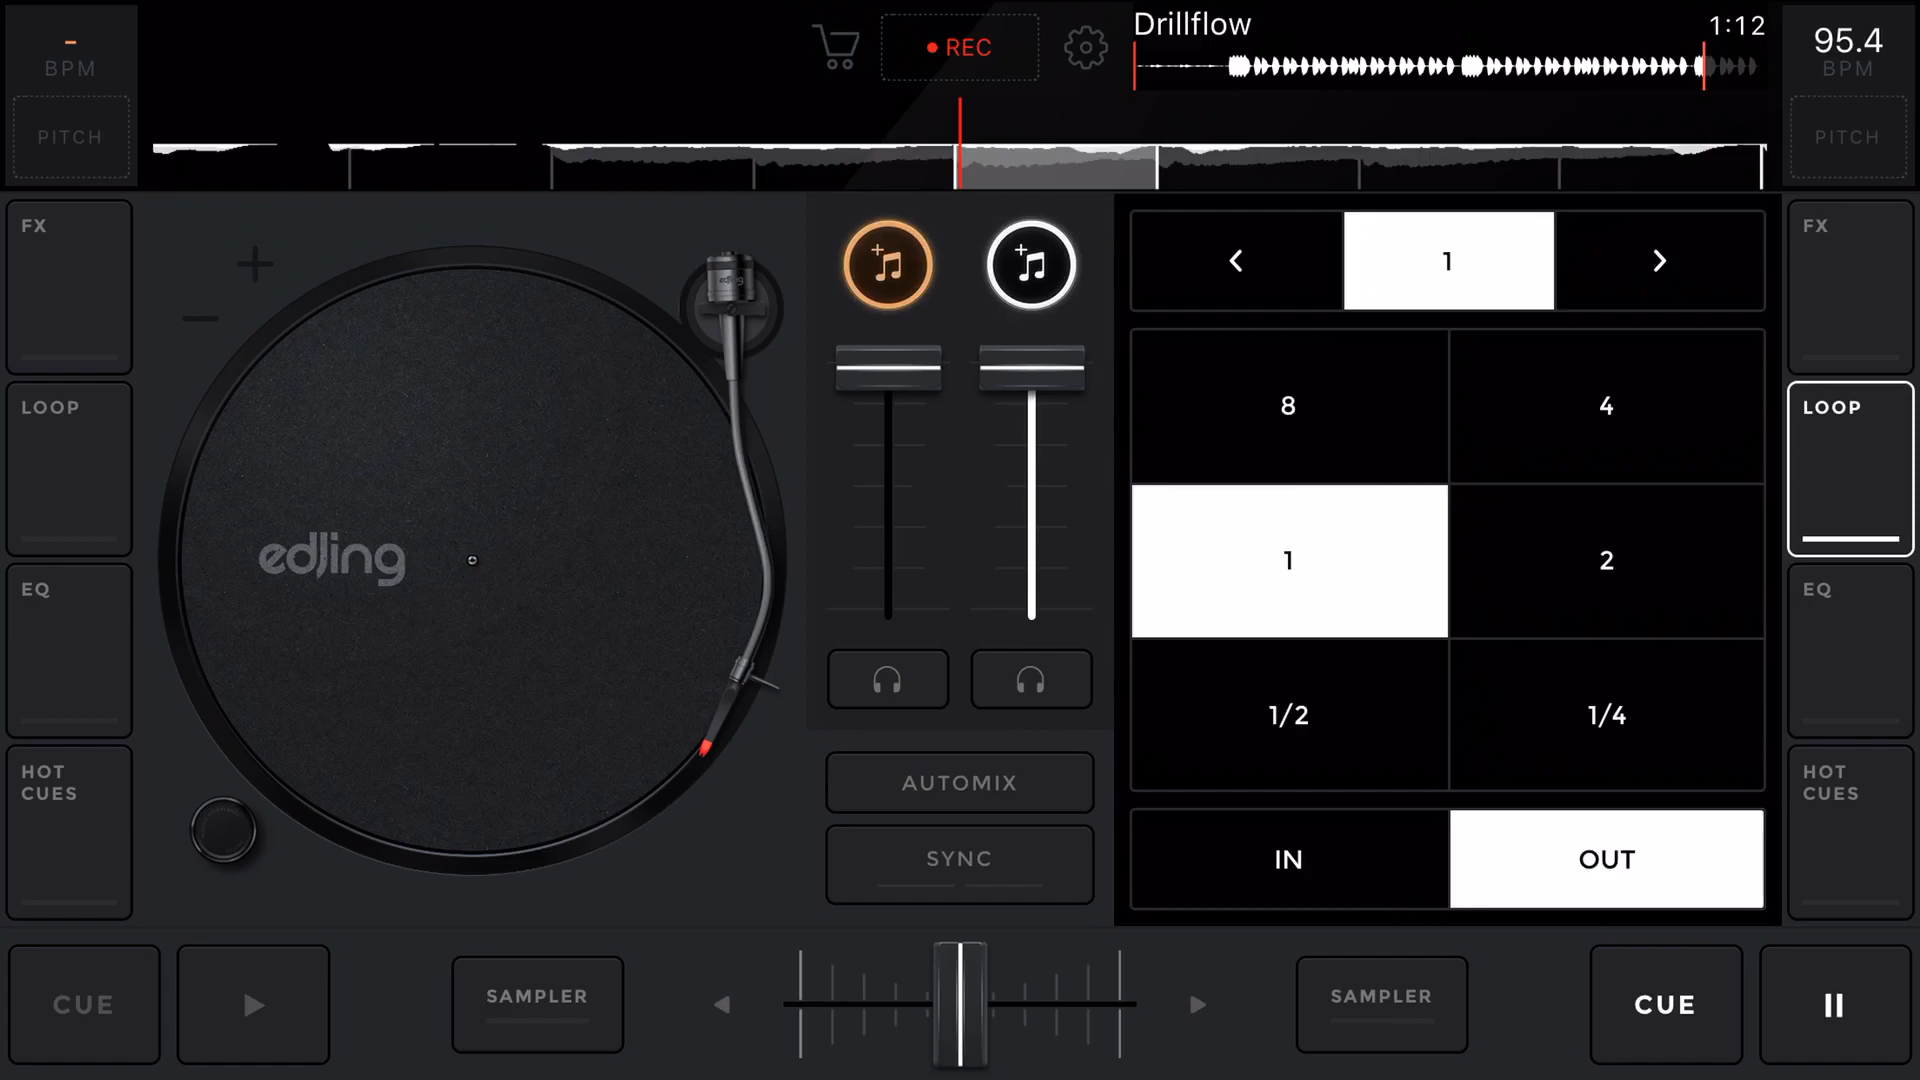 -
BPM
PITCH
REC
Drillflow
1:12
95.4
BPM
PITCH
FX
LOOP
EQ
HOT
CUES
edjing
edjing
AUTOMIX
SYNC
< 1 >
8 4
1 2
1/2 1/4
IN OUT
FX
LOOP
EQ
HOT
CUES
CUE
SAMPLER
SAMPLER
CUE